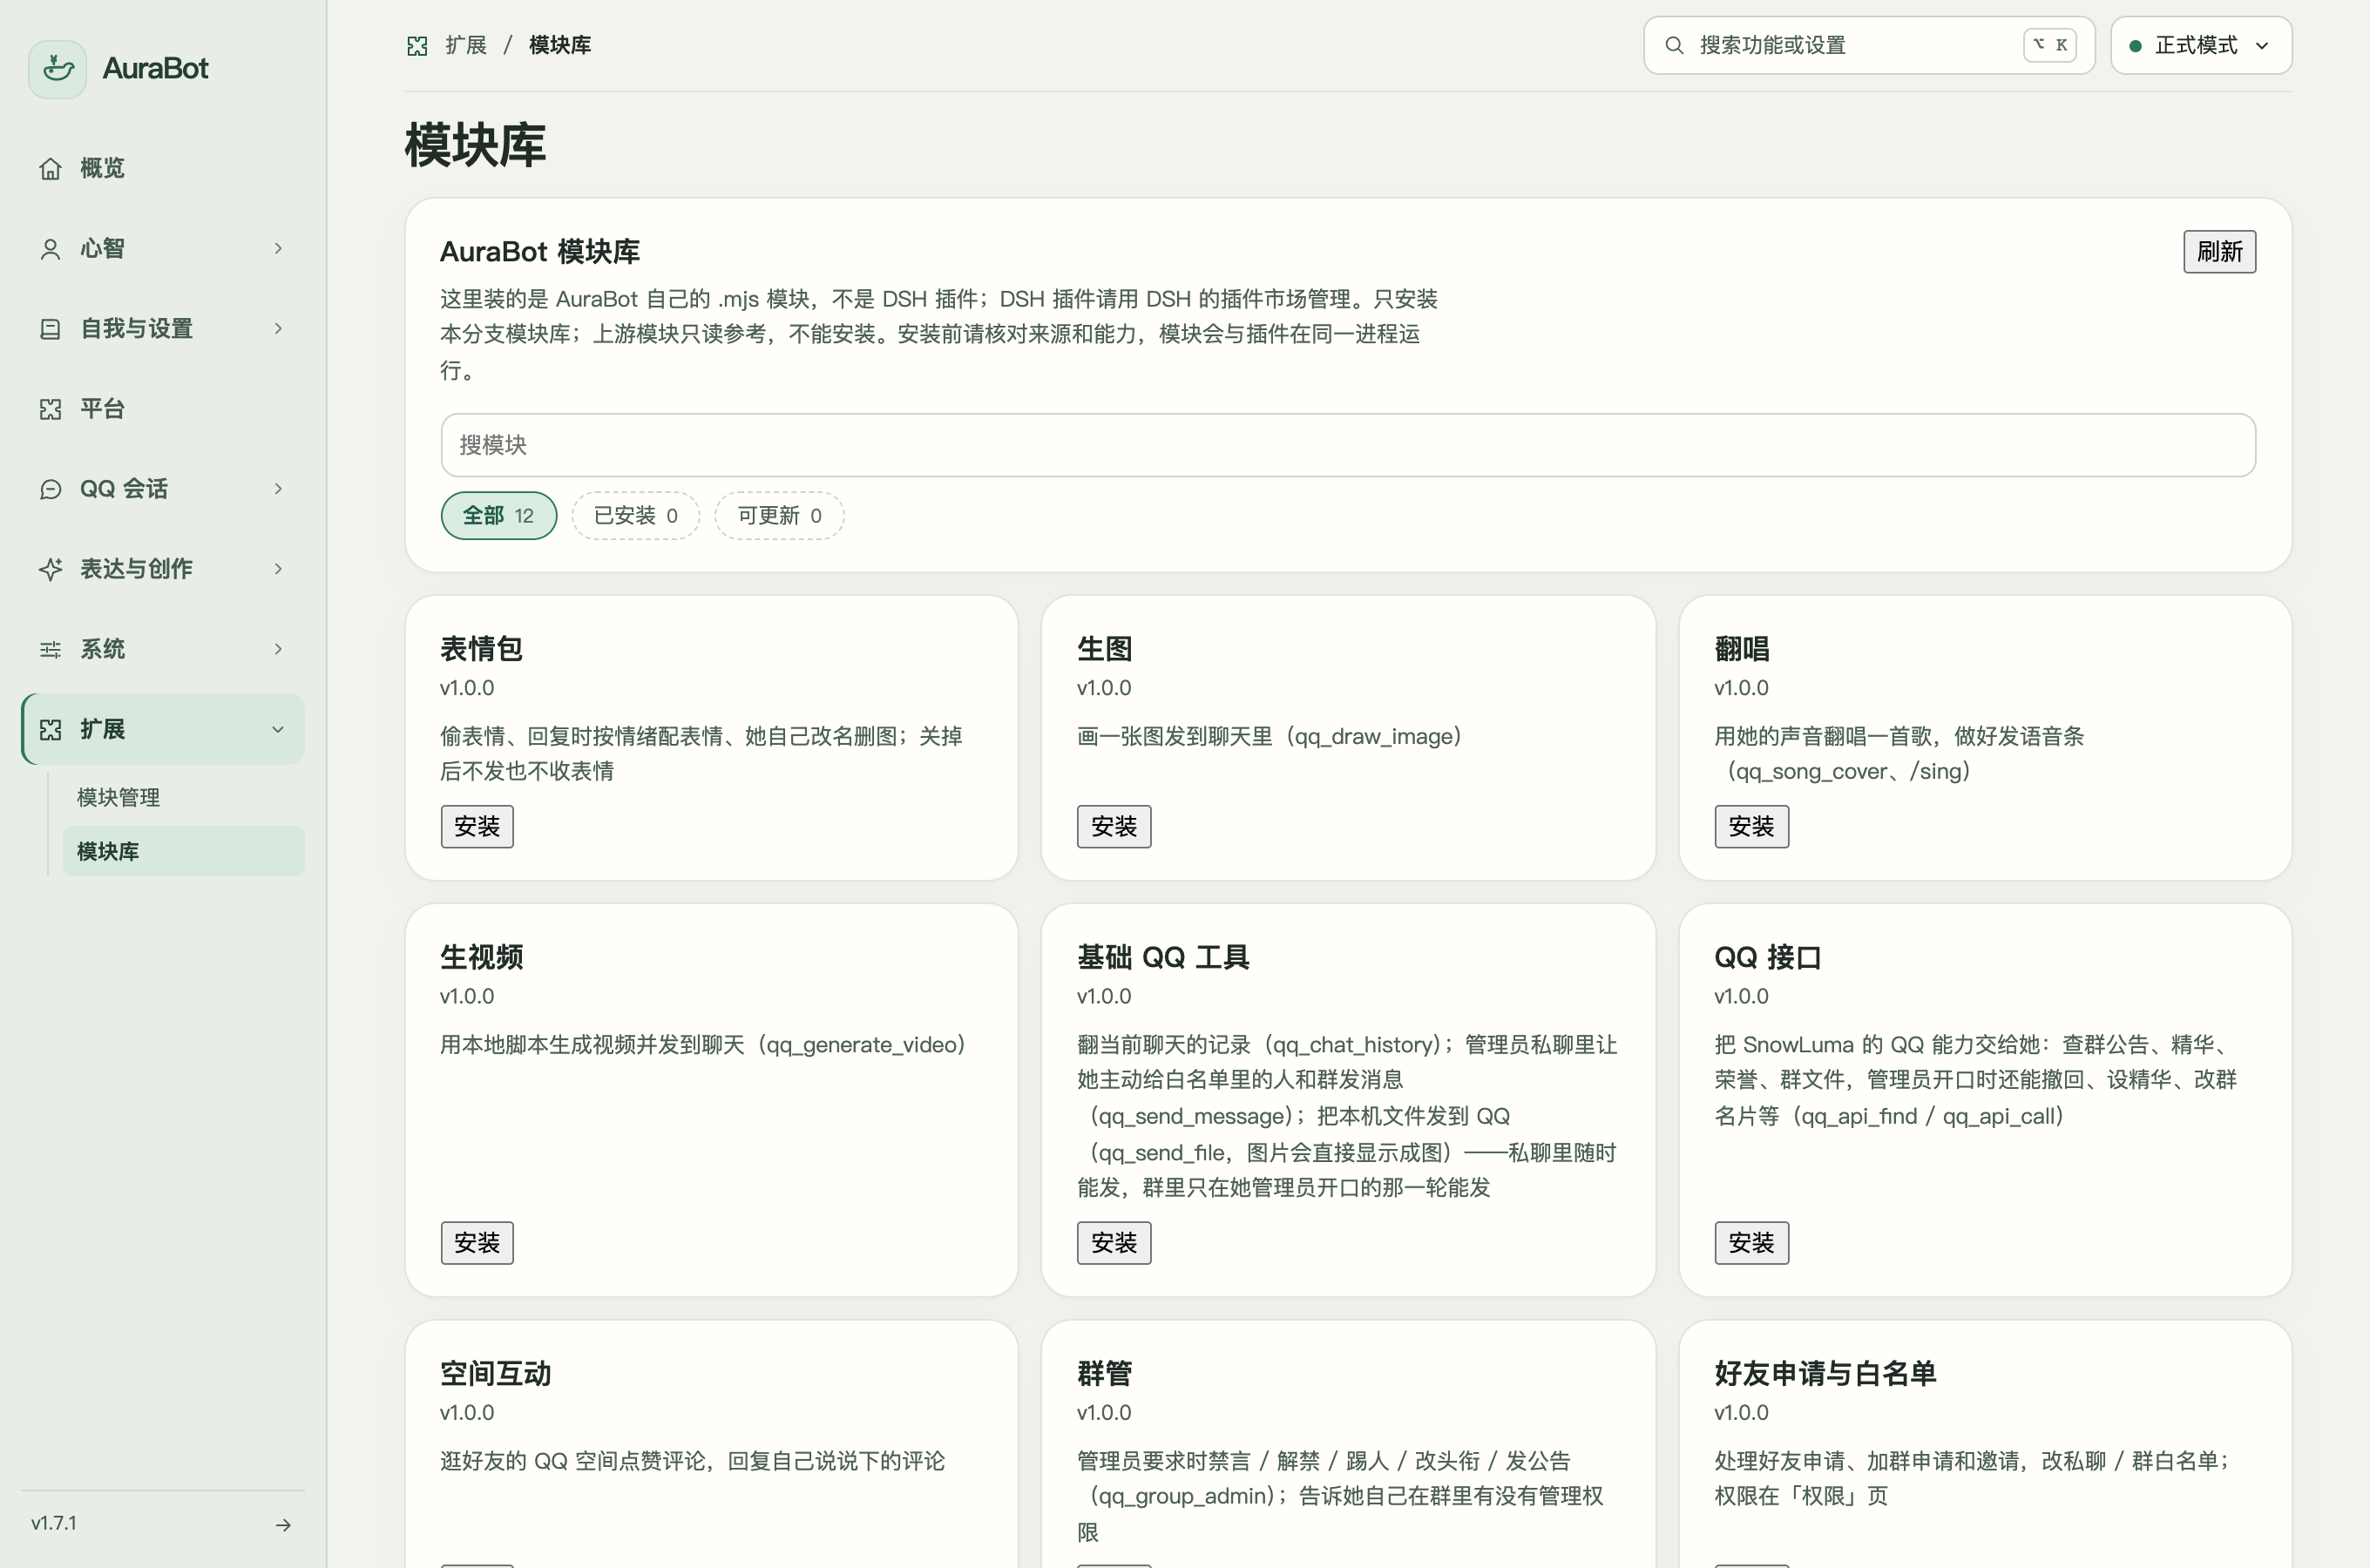 AuraBot
概览
心智
自我与设置
平台
QQ 会话
表达与创作
系统
扩展
模块管理
模块库
v1.7.1
扩展 / 模块库
搜索功能或设置
⌥ K
正式模式
模块库
AuraBot 模块库
刷新
这里装的是 AuraBot 自己的 .mjs 模块，不是 DSH 插件；DSH 插件请用 DSH 的插件市场管理。只安装
本分支模块库；上游模块只读参考，不能安装。安装前请核对来源和能力，模块会与插件在同一进程运
行。
搜模块
全部 12
已安装 0
可更新 0
表情包
v1.0.0
偷表情、回复时按情绪配表情、她自己改名删图；关掉
后不发也不收表情
安装
生图
v1.0.0
画一张图发到聊天里（qq_draw_image）
安装
翻唱
v1.0.0
用她的声音翻唱一首歌，做好发语音条
（qq_song_cover、/sing）
安装
生视频
v1.0.0
用本地脚本生成视频并发到聊天（qq_generate_video）
安装
基础 QQ 工具
v1.0.0
翻当前聊天的记录（qq_chat_history）；管理员私聊里让
她主动给白名单里的人和群发消息
（qq_send_message）；把本机文件发到 QQ
（qq_send_file，图片会直接显示成图）——私聊里随时
能发，群里只在她管理员开口的那一轮能发
安装
QQ 接口
v1.0.0
把 SnowLuma 的 QQ 能力交给她：查群公告、精华、
荣誉、群文件，管理员开口时还能撤回、设精华、改群
名片等（qq_api_find / qq_api_call）
安装
空间互动
v1.0.0
逛好友的 QQ 空间点赞评论，回复自己说说下的评论
群管
v1.0.0
管理员要求时禁言 / 解禁 / 踢人 / 改头衔 / 发公告
（qq_group_admin）；告诉她自己在群里有没有管理权
限
好友申请与白名单
v1.0.0
处理好友申请、加群申请和邀请，改私聊 / 群白名单；
权限在「权限」页